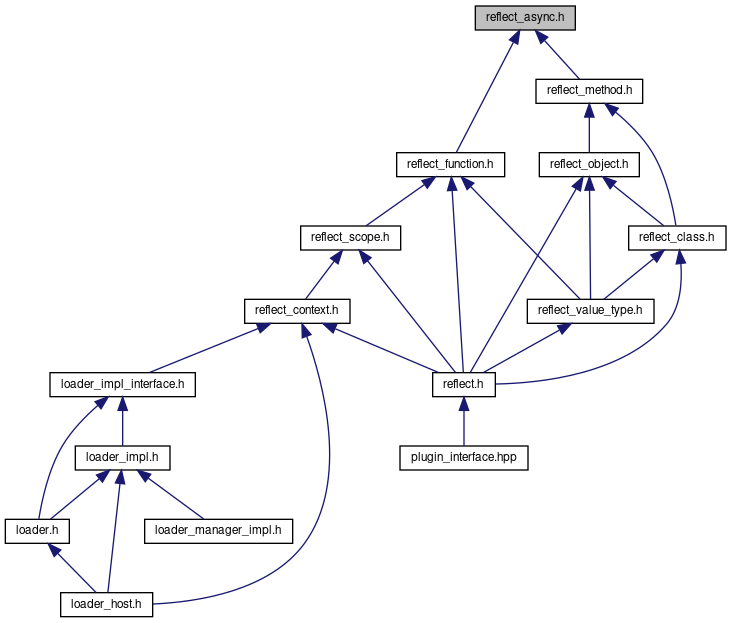 reflect_async.h
reflect_method.h
reflect_function.h
reflect_object.h
reflect_scope.h
reflect_class.h
reflect_context.h
reflect_value_type.h
loader_impl_interface.h
reflect.h
loader_impl.h
plugin_interface.hpp
loader.h
loader_manager_impl.h
loader_host.h